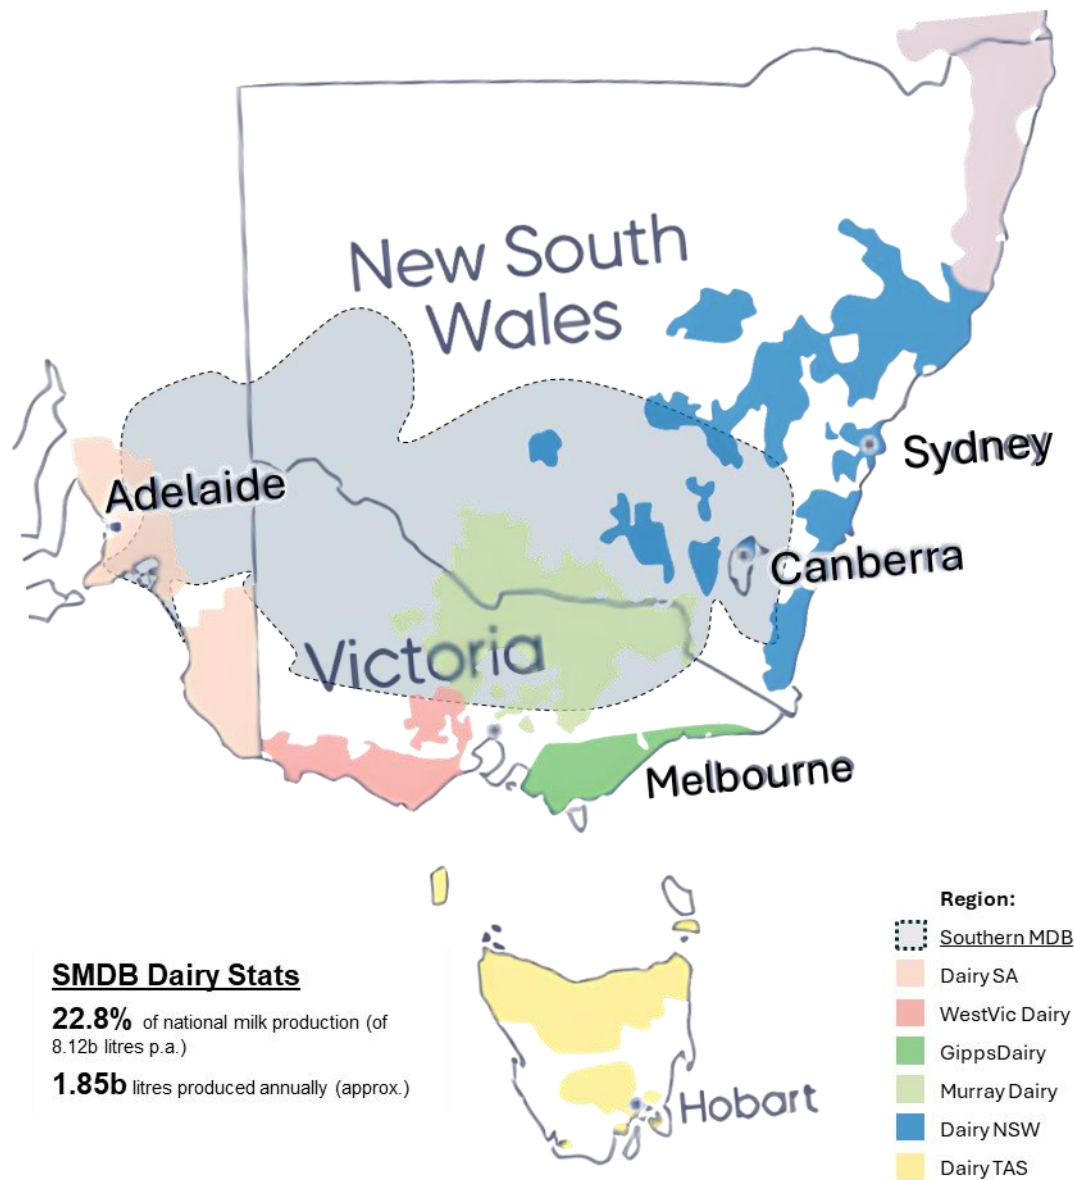 New South
Wales
Sydney
Adelaide
Canberra
Victoria
Melbourne
Region:
Southern MDB
Dairy SA
WestVic Dairy
GippsDairy
Murray Dairy
Dairy NSW
Dairy TAS
SMDB Dairy Stats
22.8% of national milk production (of
8.12b litres p.a.)
1.85b litres produced annually (approx.)
Hobart